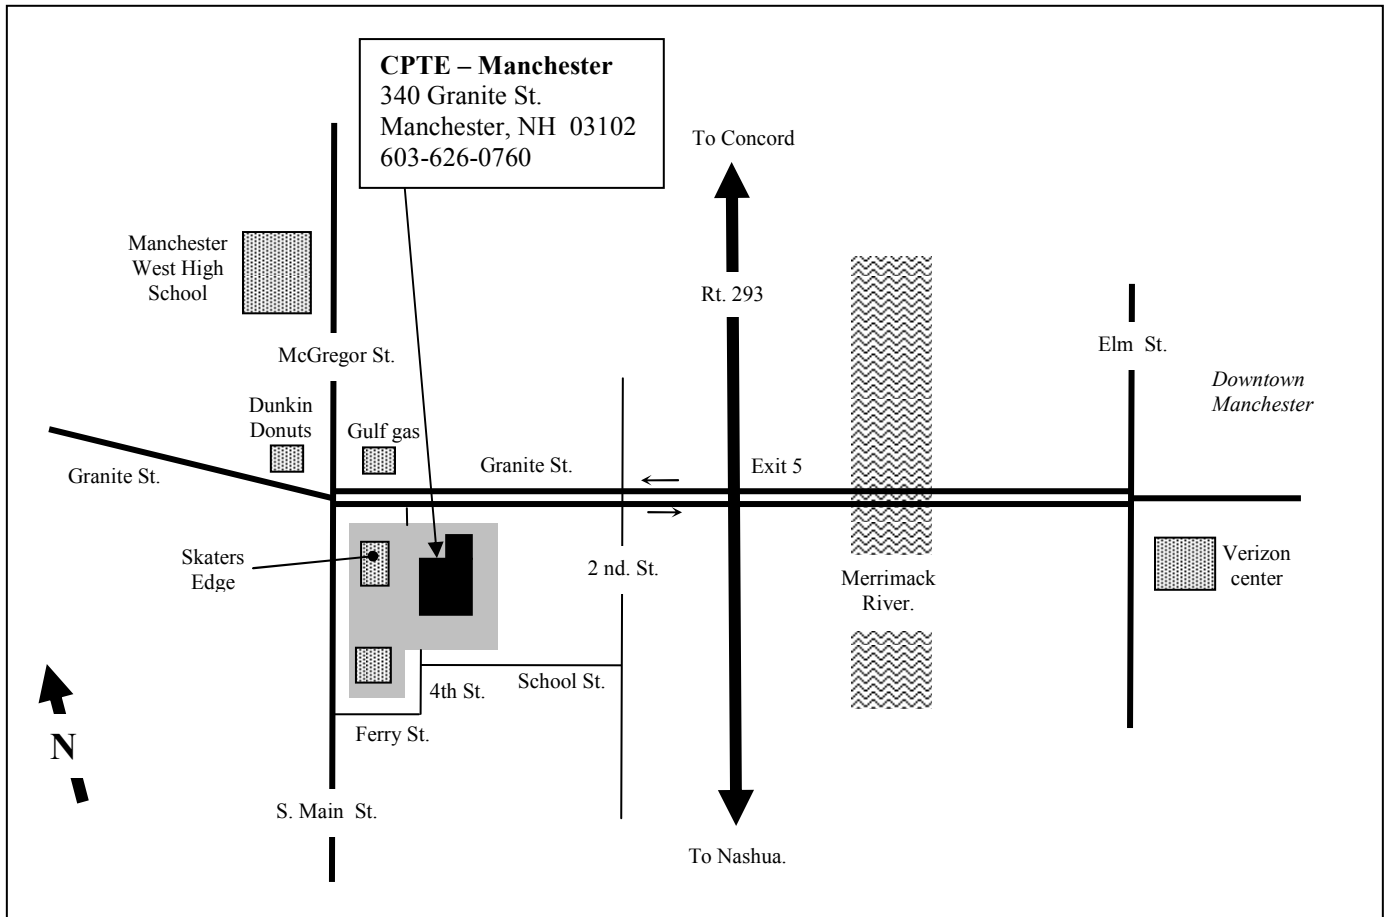 CPTE – Manchester
340 Granite St.
Manchester, NH  03102
603-626-0760
To Concord
Manchester
West High
School
Rt. 293
McGregor St.
Elm  St.
Downtown
Manchester
Dunkin
Donuts
Gulf gas
Granite St.
Granite St.
Exit 5
Skaters
Edge
2 nd. St.
Merrimack
River.
Verizon
center
4th St.
School St.
Ferry St.
N
S. Main  St.
To Nashua.